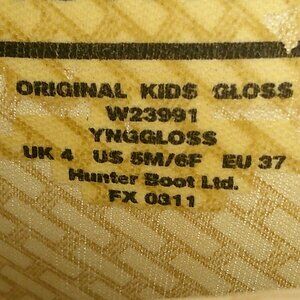 ORIGINAL KIDS GLOSS
W23991
YNGGLOSS
UK 4 US 5M/6F EU 37
Hunter Boot Ltd.
FX 0311